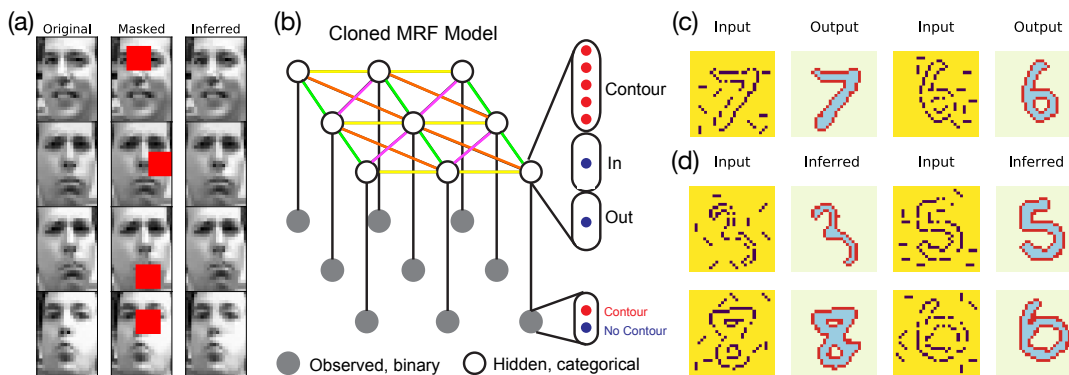 (a)
Original Masked Inferred
(b)
Cloned MRF Model
Contour
In
Out
Contour
No Contour
Observed, binary
Hidden, categorical
(c)
Input Output Input Output
(d)
Input Inferred Input Inferred